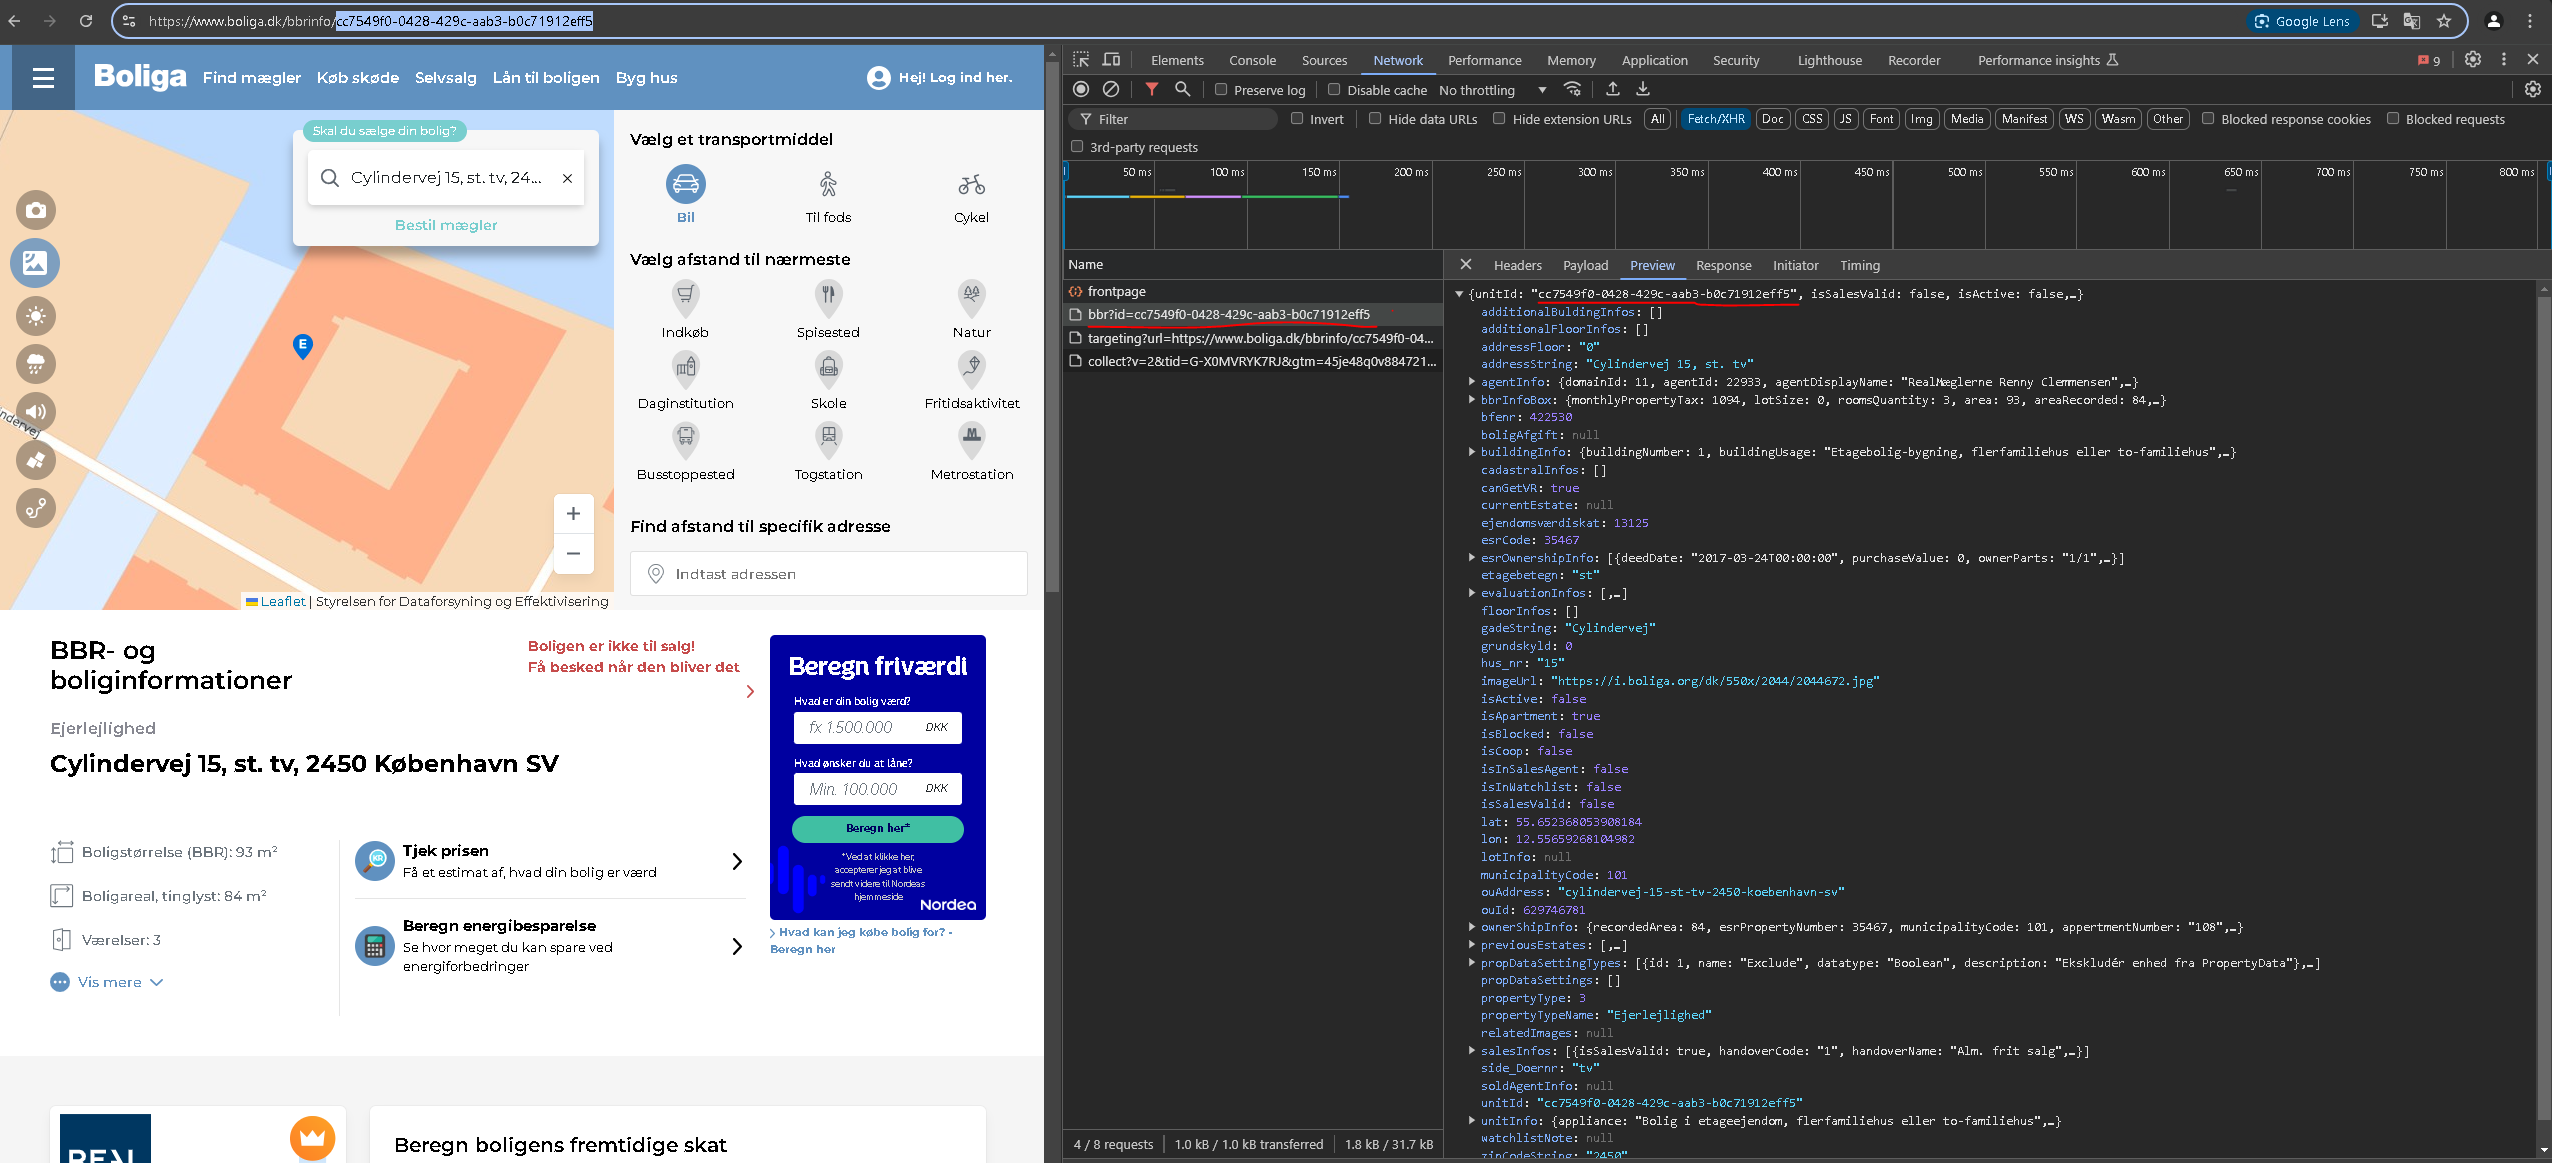 https://www.boliga.dk/bbrinfo/cc7549f0-0428-429c-aab3-b0c71912eff5
Google Lens
Boliga
Find mægler
Køb skøde
Selvsalg
Lån til boligen
Byg hus
Hej! Log ind her.
Skal du sælge din bolig?
Cylindervej 15, st. tv, 24...
Bestil mægler
E
ndervej
+
−
Leaflet | Styrelsen for Dataforsyning og Effektivisering
Vælg et transportmiddel
Bil
Til fods
Cykel
Vælg afstand til nærmeste
Indkøb
Spisested
Natur
Daginstitution
Skole
Fritidsaktivitet
Busstoppested
Togstation
Metrostation
Find afstand til specifik adresse
Indtast adressen
BBR- og
boliginformationer
Boligen er ikke til salg!
Få besked når den bliver det
Ejerlejlighed
Cylindervej 15, st. tv, 2450 København SV
Boligstørrelse (BBR): 93 m²
Boligareal, tinglyst: 84 m²
Værelser: 3
Vis mere
Tjek prisen
Få et estimat af, hvad din bolig er værd
Beregn energibesparelse
Se hvor meget du kan spare ved
energiforbedringer
Beregn friværdi
Hvad er din bolig værd?
fx 1.500.000 DKK
Hvad ønsker du at låne?
Min. 100.000 DKK
Beregn her*
*Ved at klikke her,
accepterer jeg at blive
sendt videre til Nordeas
hjemmeside
Nordea
Hvad kan jeg købe bolig for? -
Beregn her
REAL
Beregn boligens fremtidige skat
Elements
Console
Sources
Network
Performance
Memory
Application
Security
Lighthouse
Recorder
Performance insights
9
Preserve log
Disable cache
No throttling
Filter
Invert
Hide data URLs
Hide extension URLs
All
Fetch/XHR
Doc
CSS
JS
Font
Img
Media
Manifest
WS
Wasm
Other
Blocked response cookies
Blocked requests
3rd-party requests
50 ms
100 ms
150 ms
200 ms
250 ms
300 ms
350 ms
400 ms
450 ms
500 ms
550 ms
600 ms
650 ms
700 ms
750 ms
800 ms
Name
frontpage
bbr?id=cc7549f0-0428-429c-aab3-b0c71912eff5
targeting?url=https://www.boliga.dk/bbrinfo/cc7549f0-04...
collect?v=2&tid=G-X0MVRYK7RJ&gtm=45je48q0v884721...
4 / 8 requests
1.0 kB / 1.0 kB transferred
1.8 kB / 31.7 kB
Headers
Payload
Preview
Response
Initiator
Timing
{unitId: "cc7549f0-0428-429c-aab3-b0c71912eff5", isSalesValid: false, isActive: false,…}
additionalBuldingInfos: []
additionalFloorInfos: []
addressFloor: "0"
addressString: "Cylindervej 15, st. tv"
agentInfo: {domainId: 11, agentId: 22933, agentDisplayName: "RealMæglerne Renny Clemmensen",…}
bbrInfoBox: {monthlyPropertyTax: 1094, lotSize: 0, roomsQuantity: 3, area: 93, areaRecorded: 84,…}
bfenr: 422530
boligAfgift: null
buildingInfo: {buildingNumber: 1, buildingUsage: "Etagebolig-bygning, flerfamiliehus eller to-familiehus",…}
cadastralInfos: []
canGetVR: true
currentEstate: null
ejendomsværdiskat: 13125
esrCode: 35467
esrOwnershipInfo: [{deedDate: "2017-03-24T00:00:00", purchaseValue: 0, ownerParts: "1/1",…}]
etagebetegn: "st"
evaluationInfos: [,…]
floorInfos: []
gadeString: "Cylindervej"
grundskyld: 0
hus_nr: "15"
imageUrl: "https://i.boliga.org/dk/550x/2044/2044672.jpg"
isActive: false
isApartment: true
isBlocked: false
isCoop: false
isInSalesAgent: false
isInWatchlist: false
isSalesValid: false
lat: 55.652368053908184
lon: 12.55659268104982
lotInfo: null
municipalityCode: 101
ouAddress: "cylindervej-15-st-tv-2450-koebenhavn-sv"
ouId: 629746781
ownerShipInfo: {recordedArea: 84, esrPropertyNumber: 35467, municipalityCode: 101, appertmentNumber: "108",…}
previousEstates: [,…]
propDataSettingTypes: [{id: 1, name: "Exclude", datatype: "Boolean", description: "Ekskludér enhed fra PropertyData"},…]
propDataSettings: []
propertyType: 3
propertyTypeName: "Ejerlejlighed"
relatedImages: null
salesInfos: [{isSalesValid: true, handoverCode: "1", handoverName: "Alm. frit salg",…}]
side_Doernr: "tv"
soldAgentInfo: null
unitId: "cc7549f0-0428-429c-aab3-b0c71912eff5"
unitInfo: {appliance: "Bolig i etageejendom, flerfamiliehus eller to-familiehus",…}
watchlistNote: null
zipCodeString: "2450"